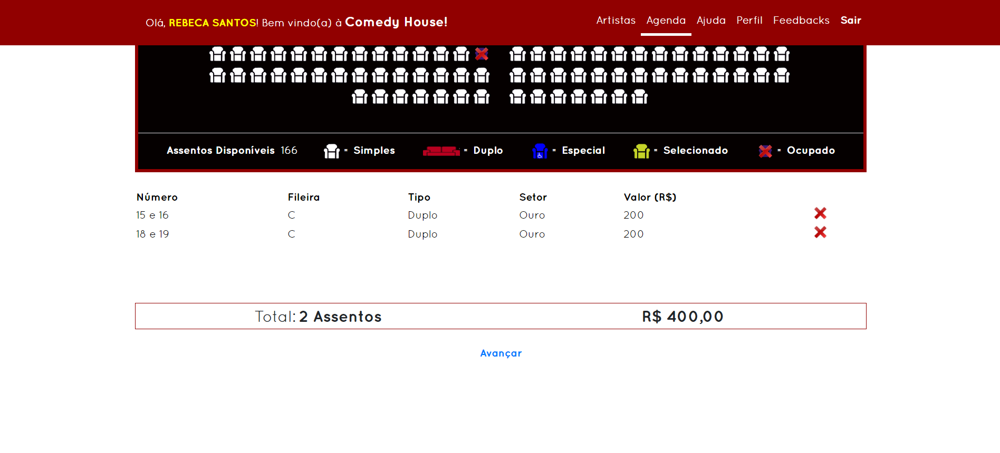 Olá, REBECA SANTOS! Bem vindo(a) à Comedy House!
Artistas Agenda Ajuda Perfil Feedbacks Sair
Assentos Disponíveis 166 = Simples = Duplo = Especial = Selecionado = Ocupado
Número Fileira Tipo Setor Valor (R$)
15 e 16 C Duplo Ouro 200
18 e 19 C Duplo Ouro 200
Total: 2 Assentos R$ 400,00
Avançar